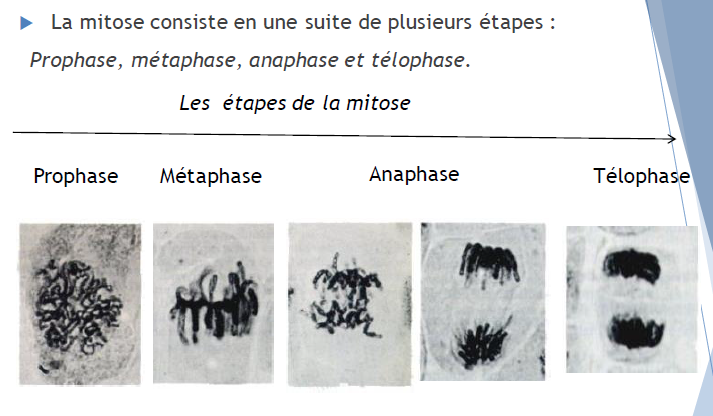 La mitose consiste en une suite de plusieurs étapes :
Prophase, métaphase, anaphase et télophase.
Les étapes de la mitose
Prophase Métaphase Anaphase Télophase